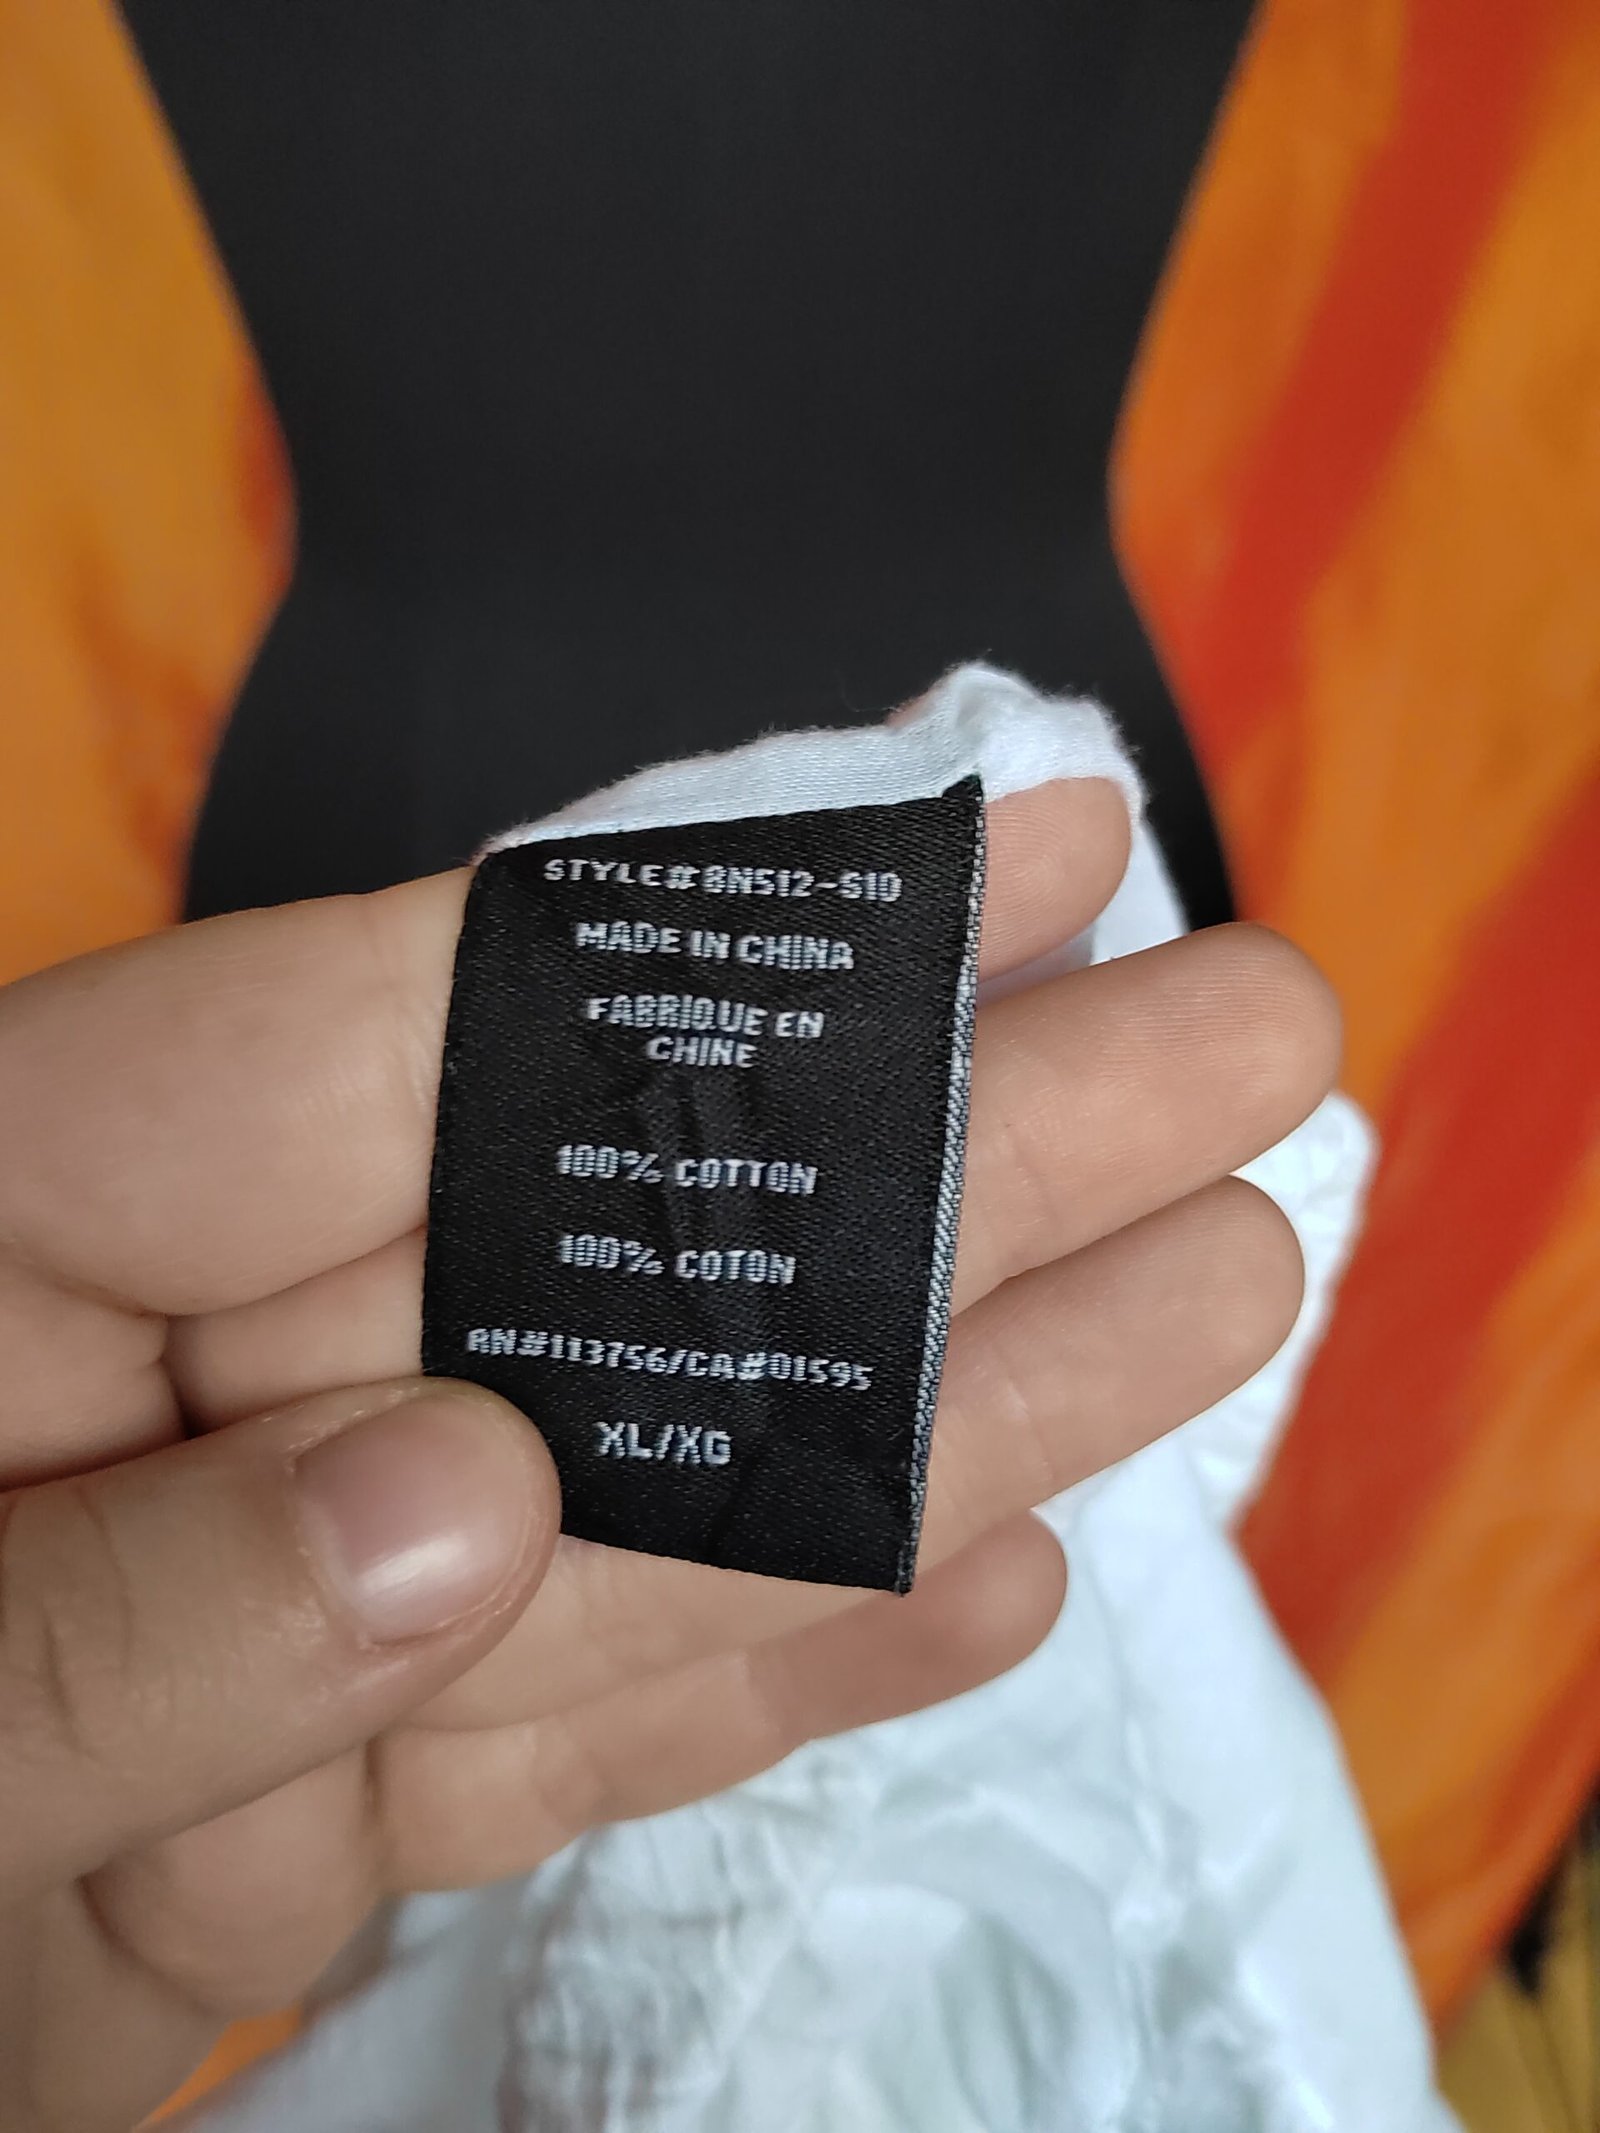 STYLE#8N512-S10
MADE IN CHINA
FABRIQUE EN
CHINE
100% COTTON
100% COTON
RN#113756/CA#01595
XL/XG